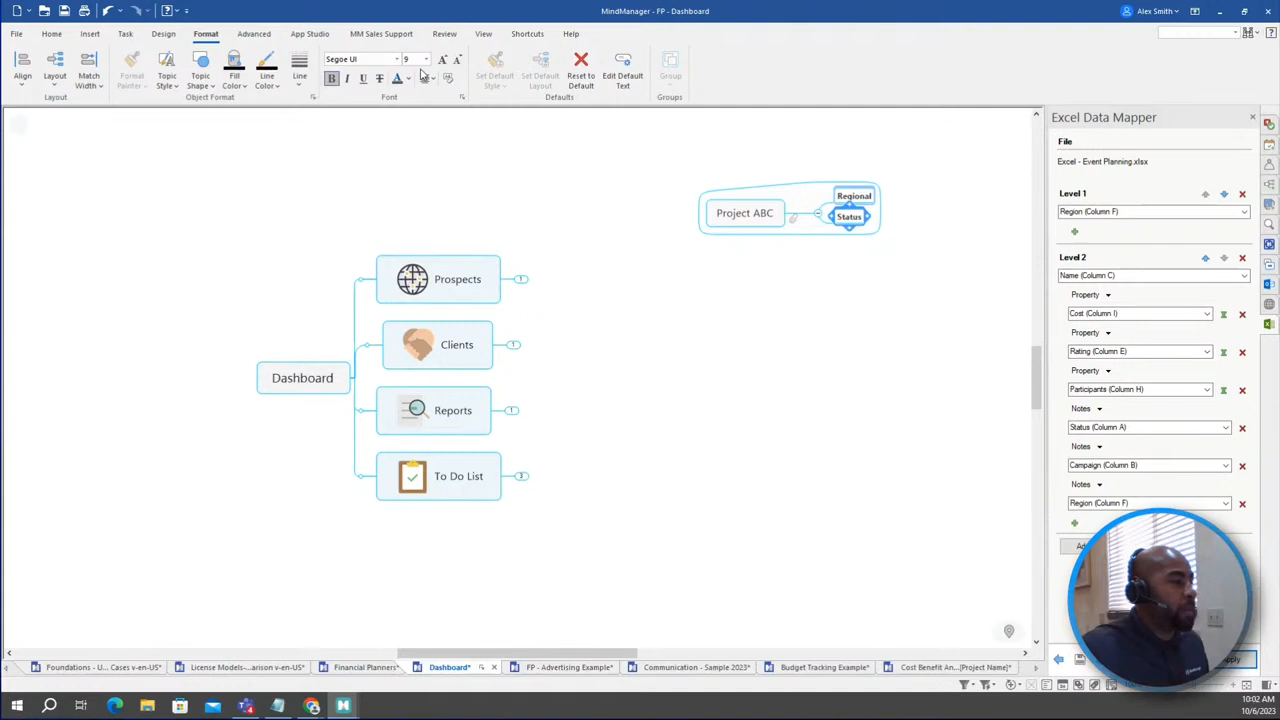 MindManager - FP - Dashboard
Alex Smith
File Home Insert Task Design Format Advanced App Studio MM Sales Support Review View Shortcuts Help
Segoe UI 9
Align Layout Match Width
Format Painter Topic Style Topic Shape Fill Color Line Color Line
Set Default Style Set Default Layout Reset to Default Edit Default Text Group
Layout Object Format Font Defaults Groups
Excel Data Mapper
File
Excel - Event Planning.xlsx
Level 1
Region (Column F)
Level 2
Name (Column C)
Property
Cost (Column I)
Property
Rating (Column E)
Property
Participants (Column H)
Notes
Status (Column A)
Notes
Campaign (Column B)
Notes
Region (Column F)
Project ABC
Regional
Status
Dashboard
Prospects 1
Clients 1
Reports 1
To Do List 3
Foundations - U... Cases v-en-US*
License Models-...arison v-en-US*
Financial Planners*
Dashboard*
FP - Advertising Example*
Communication - Sample 2023*
Budget Tracking Example*
Cost Benefit An...[Project Name]*
10:02 AM
10/6/2023